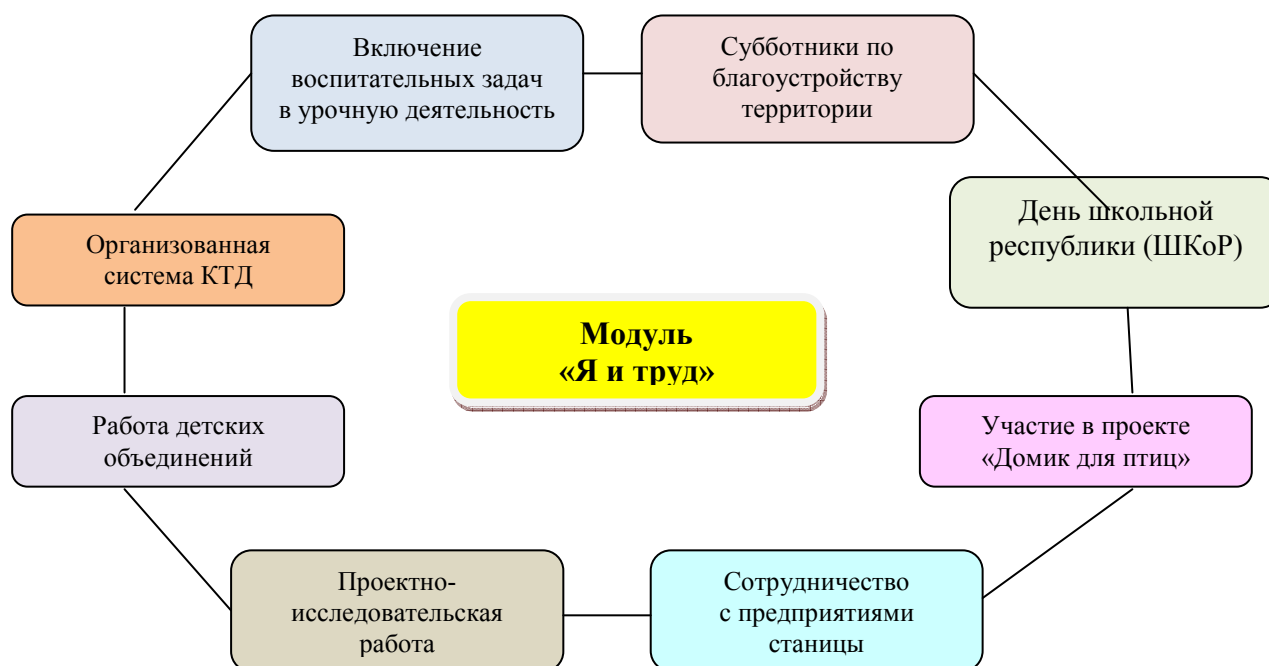 Включение
воспитательных задач
в урочную деятельность
Субботники по
благоустройству
территории
Организованная
система КТД
День школьной
республики (ШКоР)
Модуль
«Я и труд»
Работа детских
объединений
Участие в проекте
«Домик для птиц»
Проектно-
исследовательская
работа
Сотрудничество
с предприятиями
станицы